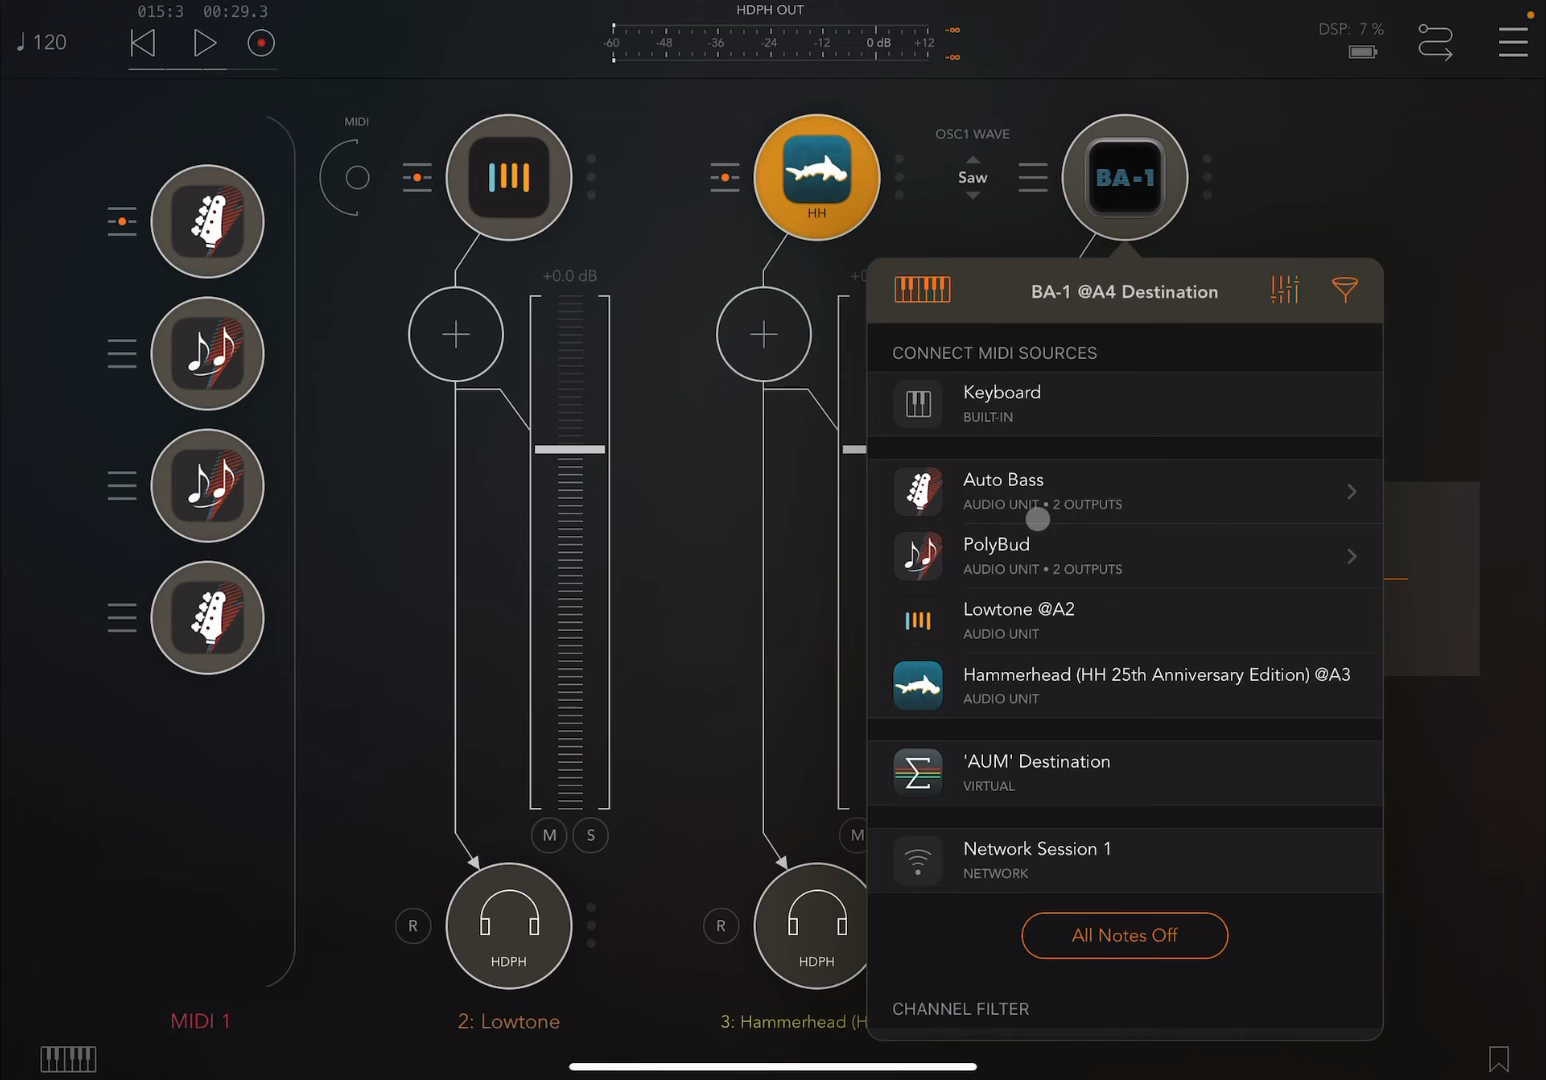 015:3 00:29.3
♩ 120
HDPH OUT
-60 -48 -36 -24 -12 0 dB +12
-∞
-∞
DSP: 7 %
MIDI
HH
OSC1 WAVE
Saw
BA-1
+0.0 dB
+0
BA-1 @A4 Destination
CONNECT MIDI SOURCES
Keyboard
BUILT-IN
Auto Bass
AUDIO UNIT • 2 OUTPUTS
PolyBud
AUDIO UNIT • 2 OUTPUTS
Lowtone @A2
AUDIO UNIT
Hammerhead (HH 25th Anniversary Edition) @A3
AUDIO UNIT
'AUM' Destination
VIRTUAL
Network Session 1
NETWORK
All Notes Off
CHANNEL FILTER
M S
M
R
HDPH
R
HDPH
MIDI 1
2: Lowtone
3: Hammerhead (H